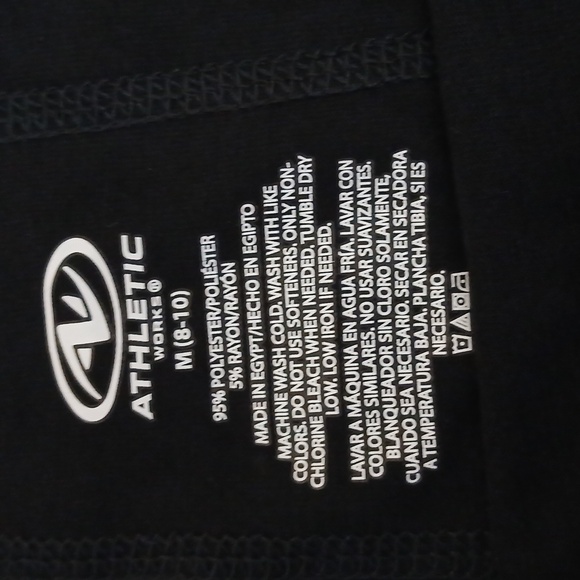 ATHLETIC
WORKS®
M (8-10)
95% POLYESTER/POLIÉSTER
5% RAYON/RAYÓN
MADE IN EGYPT/HECHO EN EGIPTO
MACHINE WASH COLD. WASH WITH LIKE
COLORS. DO NOT USE SOFTENERS. ONLY NON-
CHLORINE BLEACH WHEN NEEDED. TUMBLE DRY
LOW. LOW IRON IF NEEDED.
LAVAR A MÁQUINA EN AGUA FRÍA. LAVAR CON
COLORES SIMILARES. NO USAR SUAVIZANTES.
BLANQUEADOR SIN CLORO SOLAMENTE,
CUANDO SEA NECESARIO. SECAR EN SECADORA
A TEMPERATURA BAJA. PLANCHA TIBIA, SI ES
NECESARIO.